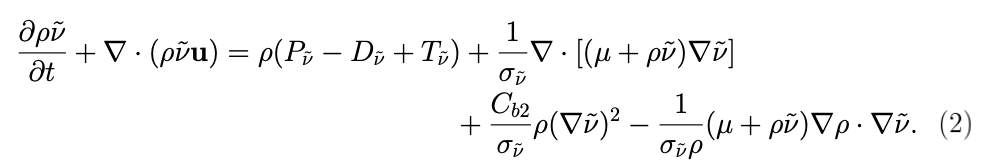 ∂ρν̃/∂t + ∇ · (ρν̃𝐮) = ρ(P_ν̃ − D_ν̃ + T_ν̃) + 1/σ_ν̃ ∇ · [(μ + ρν̃)∇ν̃]
+ C_b2/σ_ν̃ ρ(∇ν̃)² − 1/(σ_ν̃ρ) (μ + ρν̃)∇ρ · ∇ν̃. (2)